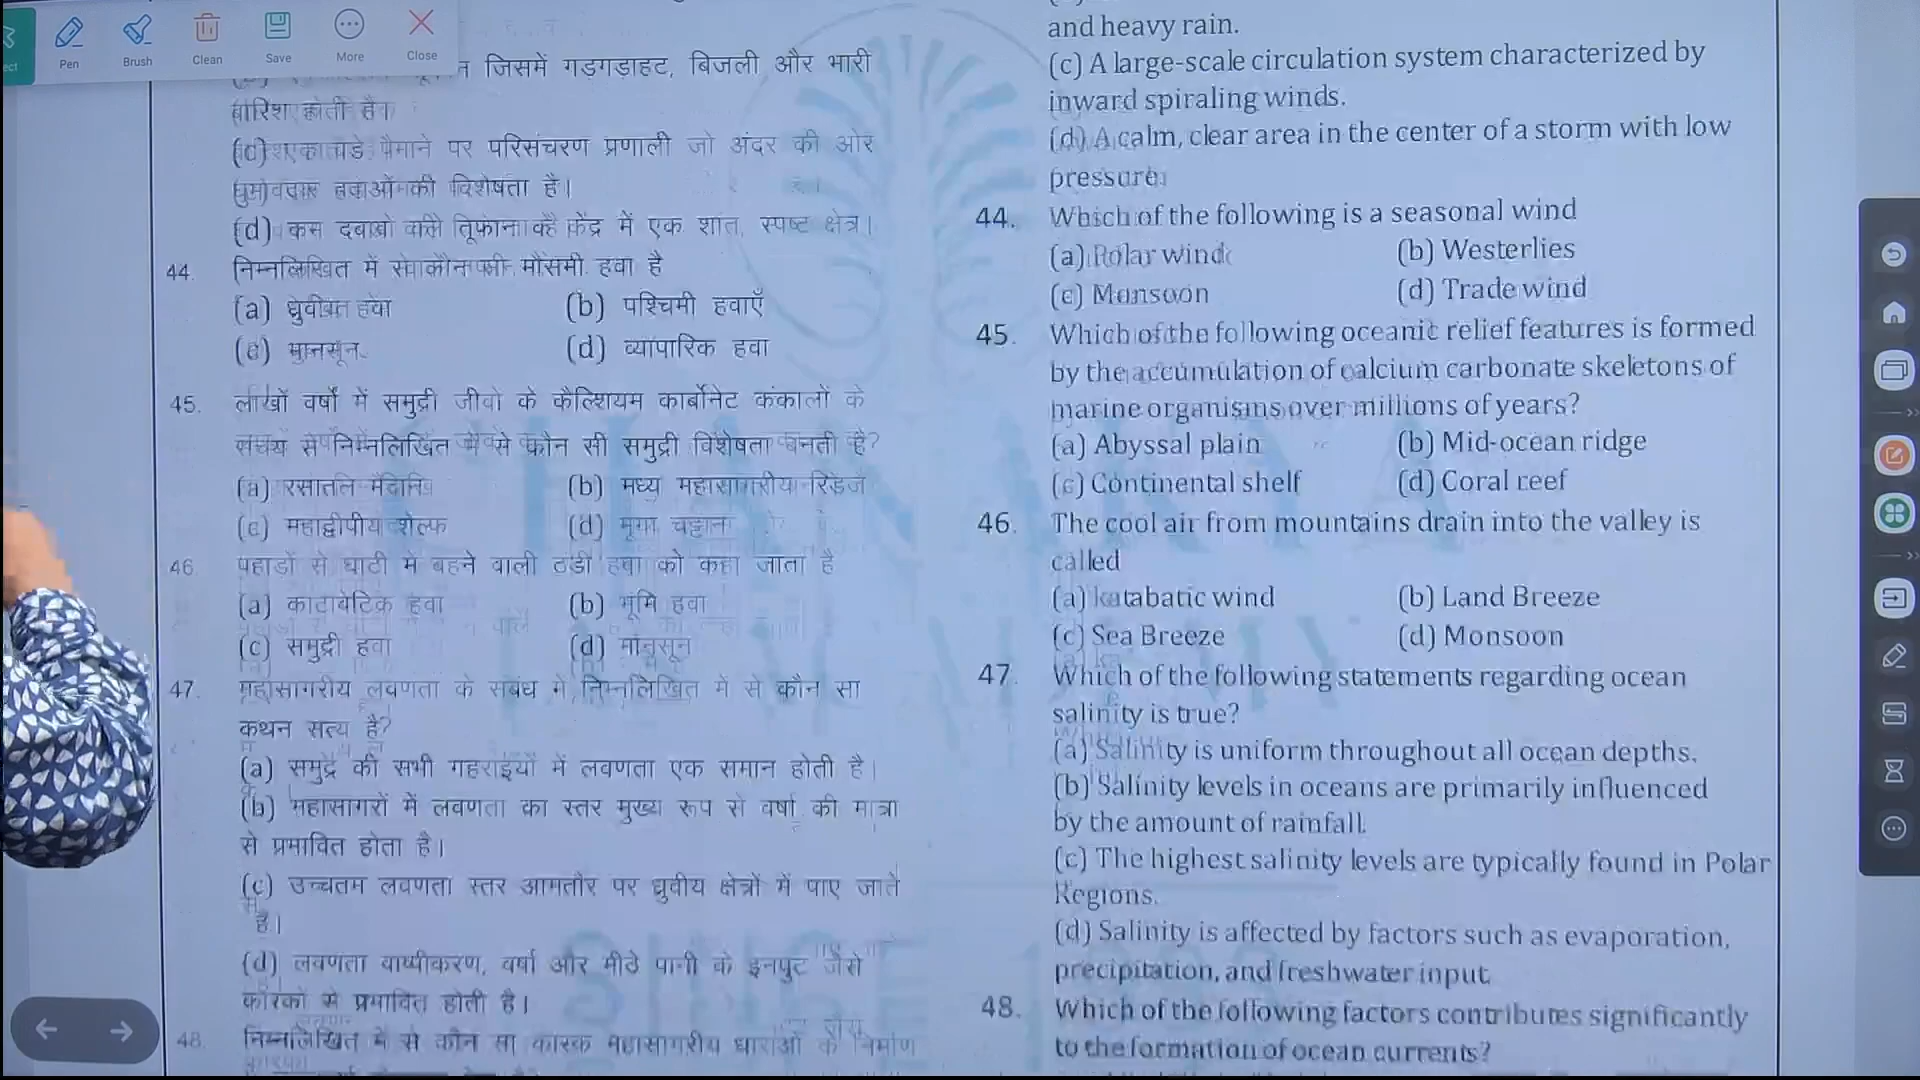 Pen
Brush
Clean
Save
More
Close
जिसमें गड़गड़ाहट, बिजली और भारी
बारिश होती है।
पैमाने पर परिसंचरण प्रणाली जो अंदर की ओर
हवाओं की विशेषता है।
(d) कम दबाव केंद्र में एक शांत, स्पष्ट क्षेत्र।
44. निम्नलिखित में से कौन सी मौसमी हवा है
(a) ध्रुवीय हवा (b) पश्चिमी हवाएँ
(c) मानसून (d) व्यापारिक हवा
45. लाखों वर्षों में समुद्री जीवों के कैल्शियम कार्बोनेट कंकालों के
संचय से निम्नलिखित में से कौन सी समुद्री विशेषता बनती है?
(a) रसातल मैदान (b) मध्य महासागरीय रिडज
(c) महाद्वीपीय शेल्फ (d) मूंगा चट्टान
46. पहाड़ों से घाटी में बहने वाली ठंडी हवा को कहा जाता है
(a) काटाबेटिक हवा (b) भूमि हवा
(c) समुद्री हवा (d) मानसून
47. महासागरीय लवणता के संबंध में, निम्नलिखित में से कौन सा
कथन सत्य है?
(a) समुद्र की सभी गहराइयों में लवणता एक समान होती है।
(b) महासागरों में लवणता का स्तर मुख्य रूप से वर्षा की मात्रा
से प्रभावित होता है।
(c) उच्चतम लवणता स्तर आमतौर पर ध्रुवीय क्षेत्रों में पाए जाते
है।
(d) लवणता वाष्पीकरण, वर्षा और मीठे पानी के इनपुट जैसे
कारकों से प्रभावित होती है।
48. निम्नलिखित में से कौन सा कारक महासागरीय धाराओं के निर्माण
and heavy rain.
(c) A large-scale circulation system characterized by
inward spiraling winds.
(d) A calm, clear area in the center of a storm with low
pressure.
44. Which of the following is a seasonal wind
(a) Polar wind (b) Westerlies
(c) Monsoon (d) Trade wind
45. Which of the following oceanic relief features is formed
by the accumulation of calcium carbonate skeletons of
marine organisms over millions of years?
(a) Abyssal plain (b) Mid-ocean ridge
(c) Continental shelf (d) Coral reef
46. The cool air from mountains drain into the valley is
called
(a) katabatic wind (b) Land Breeze
(c) Sea Breeze (d) Monsoon
47. Which of the following statements regarding ocean
salinity is true?
(a) Salinity is uniform throughout all ocean depths.
(b) Salinity levels in oceans are primarily influenced
by the amount of rainfall.
(c) The highest salinity levels are typically found in Polar
Regions.
(d) Salinity is affected by factors such as evaporation,
precipitation, and freshwater input.
48. Which of the following factors contributes significantly
to the formation of ocean currents?